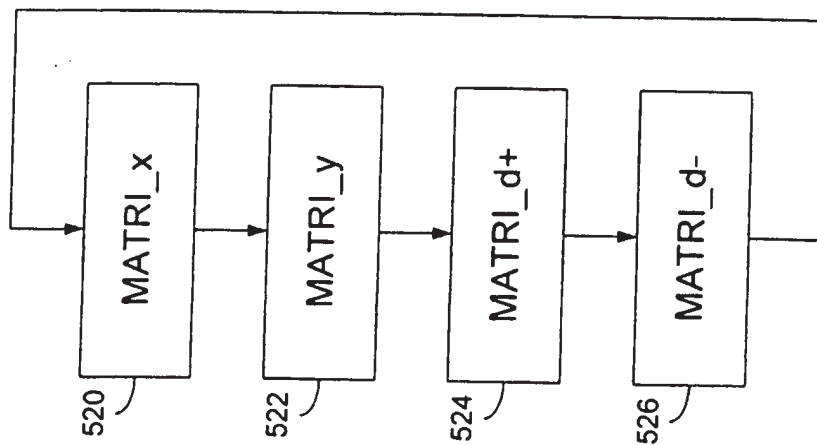 520
MATRI_x
522
MATRI_y
524
MATRI_d+
526
MATRI_d-